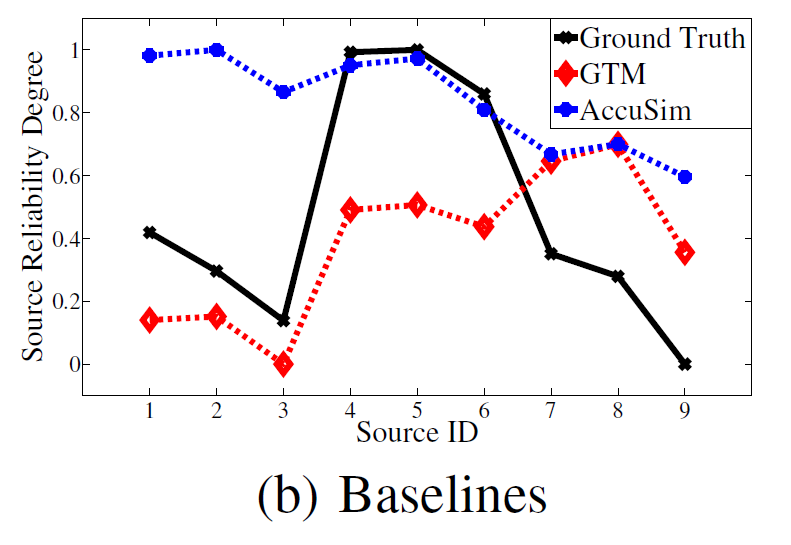 Source Reliability Degree
1
0.8
0.6
0.4
0.2
0
Ground Truth
GTM
AccuSim
1 2 3 4 5 6 7 8 9
Source ID
(b) Baselines